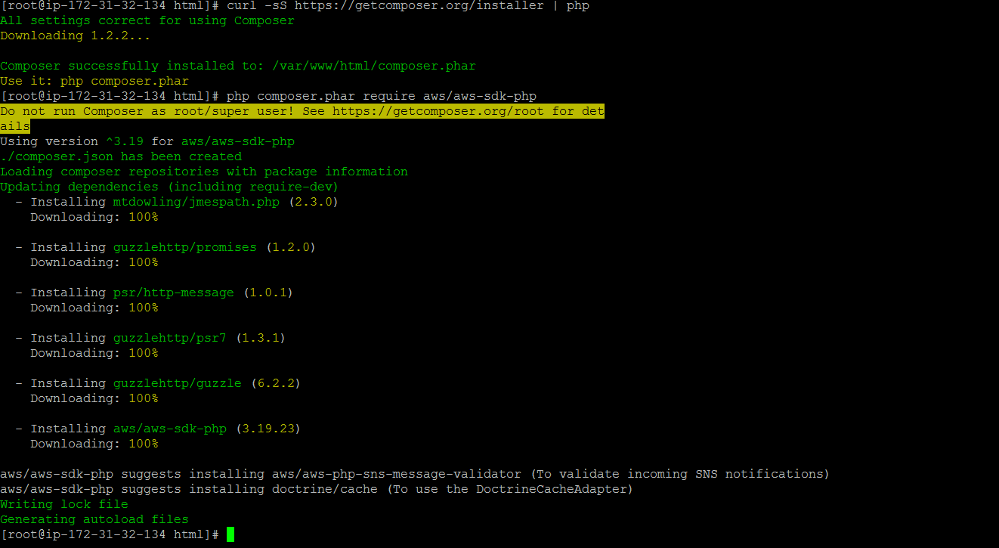 [root@ip-172-31-32-134 html]# curl -sS https://getcomposer.org/installer | php
All settings correct for using Composer
Downloading 1.2.2...
Composer successfully installed to: /var/www/html/composer.phar
Use it: php composer.phar
[root@ip-172-31-32-134 html]# php composer.phar require aws/aws-sdk-php
Do not run Composer as root/super user! See https://getcomposer.org/root for det
ails
Using version ^3.19 for aws/aws-sdk-php
./composer.json has been created
Loading composer repositories with package information
Updating dependencies (including require-dev)
  - Installing mtdowling/jmespath.php (2.3.0)
    Downloading: 100%
  - Installing guzzlehttp/promises (1.2.0)
    Downloading: 100%
  - Installing psr/http-message (1.0.1)
    Downloading: 100%
  - Installing guzzlehttp/psr7 (1.3.1)
    Downloading: 100%
  - Installing guzzlehttp/guzzle (6.2.2)
    Downloading: 100%
  - Installing aws/aws-sdk-php (3.19.23)
    Downloading: 100%
aws/aws-sdk-php suggests installing aws/aws-php-sns-message-validator (To validate incoming SNS notifications)
aws/aws-sdk-php suggests installing doctrine/cache (To use the DoctrineCacheAdapter)
Writing lock file
Generating autoload files
[root@ip-172-31-32-134 html]#